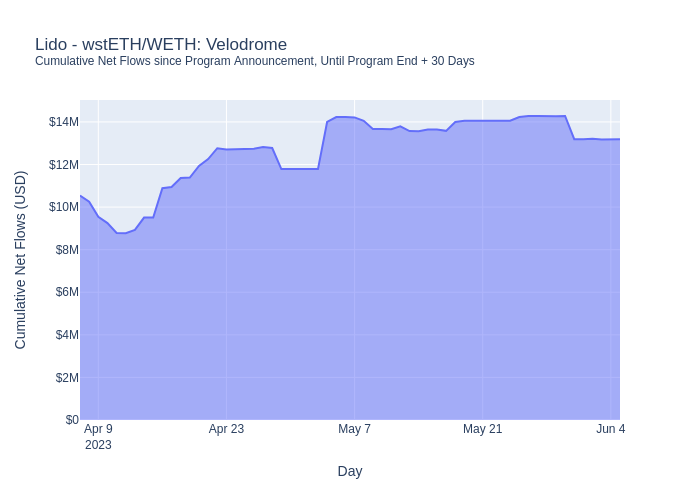 Lido - wstETH/WETH: Velodrome
Cumulative Net Flows since Program Announcement, Until Program End + 30 Days
Cumulative Net Flows (USD)
$14M
$12M
$10M
$8M
$6M
$4M
$2M
$0
Apr 9
2023
Apr 23
May 7
May 21
Jun 4
Day